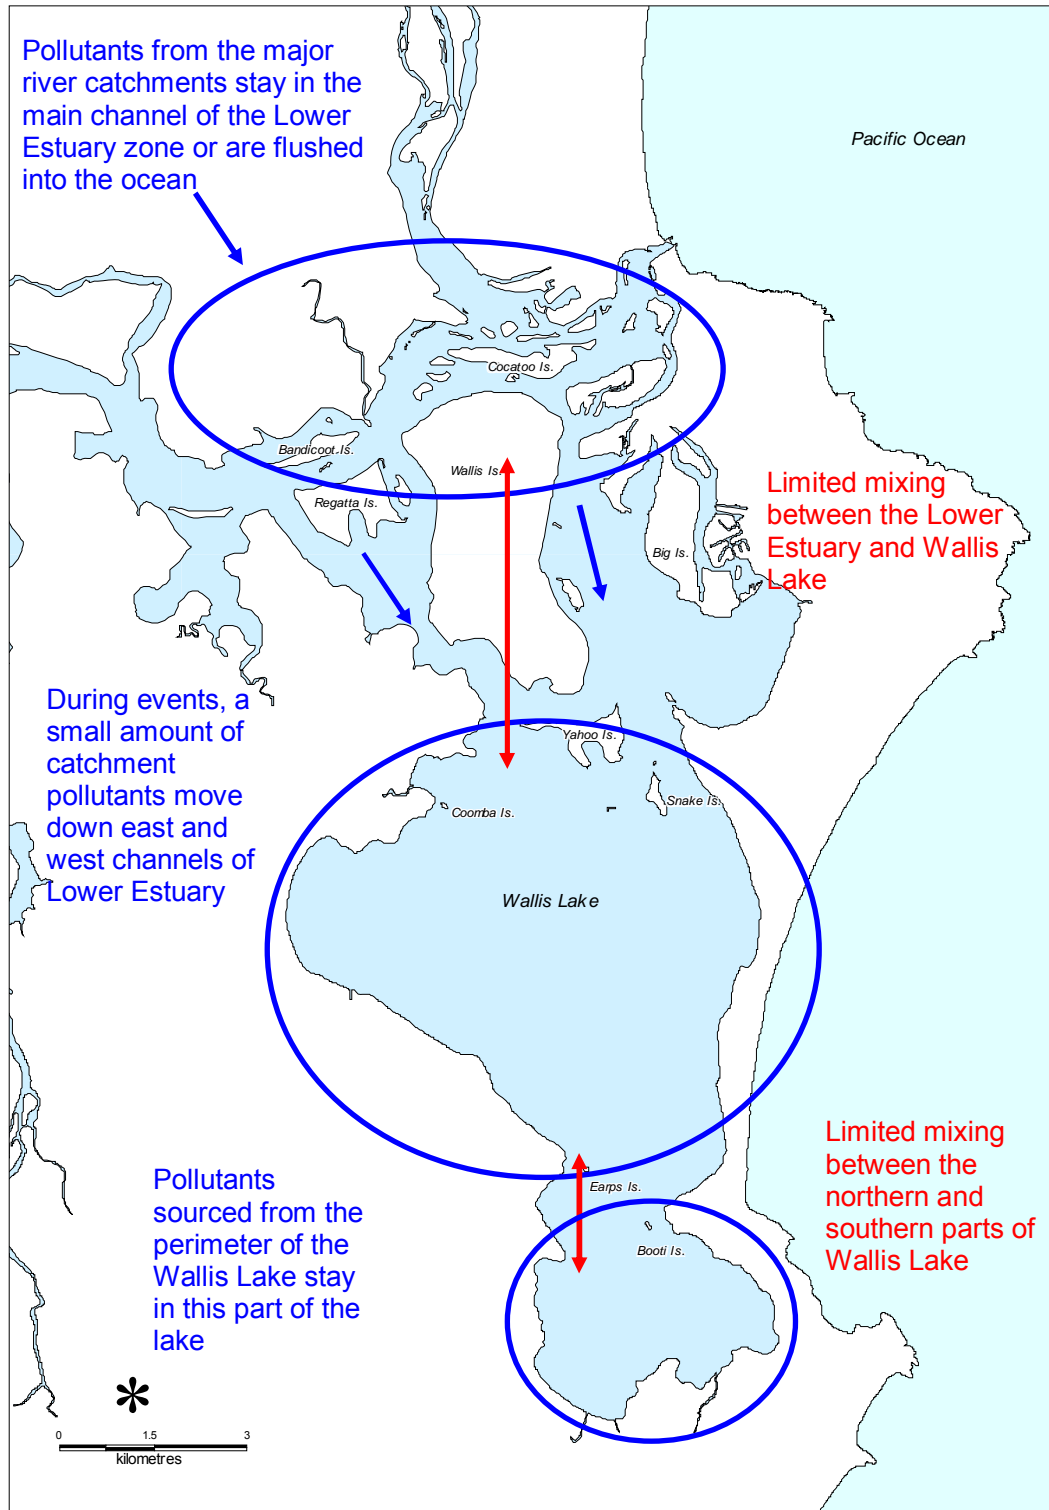 Pollutants from the major
river catchments stay in the
main channel of the Lower
Estuary zone or are flushed
into the ocean
Pacific Ocean
Cocatoo Is.
Bandicoot Is.
Wallis Is.
Regatta Is.
Big Is.
Limited mixing
between the Lower
Estuary and Wallis
Lake
During events, a
small amount of
catchment
pollutants move
down east and
west channels of
Lower Estuary
Yahoo Is.
Coomba Is.
Snake Is.
Wallis Lake
Limited mixing
between the
northern and
southern parts of
Wallis Lake
Pollutants
sourced from the
perimeter of the
Wallis Lake stay
in this part of the
lake
Earps Is.
Booti Is.
0 1.5 3
kilometres